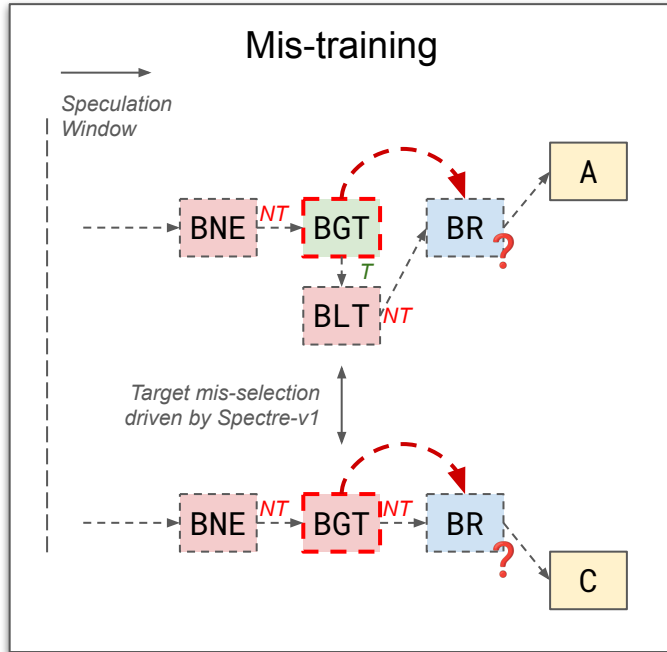 Mis-training
Speculation
Window
A
BNE
NT
BGT
BR
?
T
BLT
NT
Target mis-selection
driven by Spectre-v1
BNE
NT
BGT
NT
BR
?
C